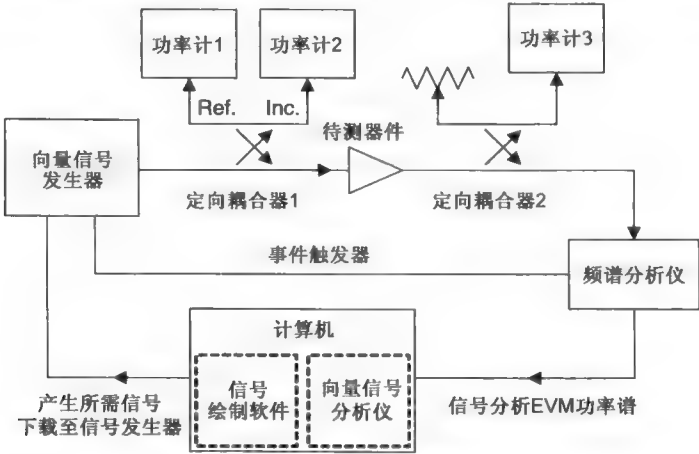 功率计1
功率计2
功率计3
Ref.
Inc.
待测器件
向量信号
发生器
定向耦合器1
定向耦合器2
事件触发器
频谱分析仪
计算机
信号
绘制软件
向量信号
分析仪
产生所需信号
下载至信号发生器
信号分析EVM功率谱